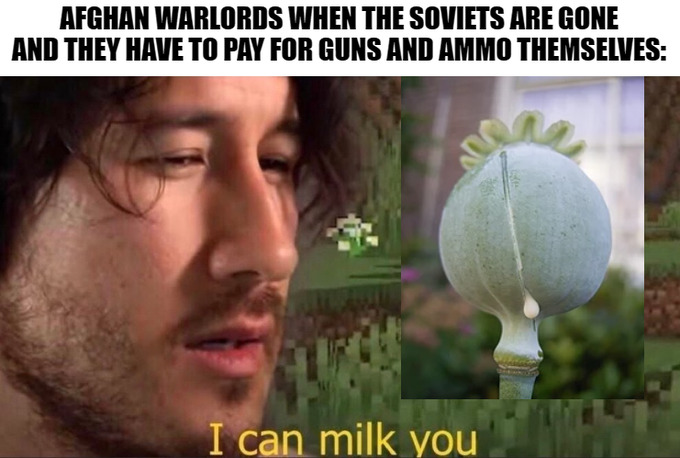 AFGHAN WARLORDS WHEN THE SOVIETS ARE GONE
AND THEY HAVE TO PAY FOR GUNS AND AMMO THEMSELVES:
I can milk you